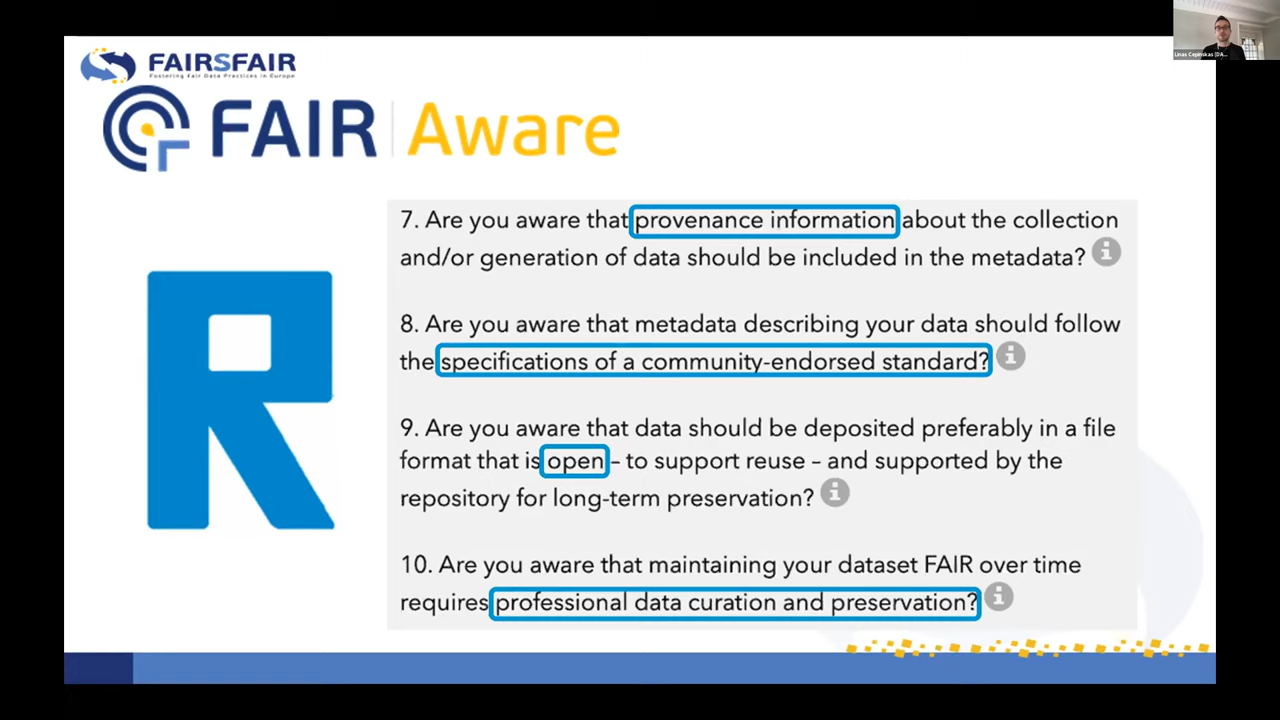 FAIRSFAIR
Fostering Fair Data Practices in Europe
FAIR Aware
R
7. Are you aware that provenance information about the collection
and/or generation of data should be included in the metadata?
8. Are you aware that metadata describing your data should follow
the specifications of a community-endorsed standard?
9. Are you aware that data should be deposited preferably in a file
format that is open – to support reuse – and supported by the
repository for long-term preservation?
10. Are you aware that maintaining your dataset FAIR over time
requires professional data curation and preservation?
Linas Cepinskas (DA...